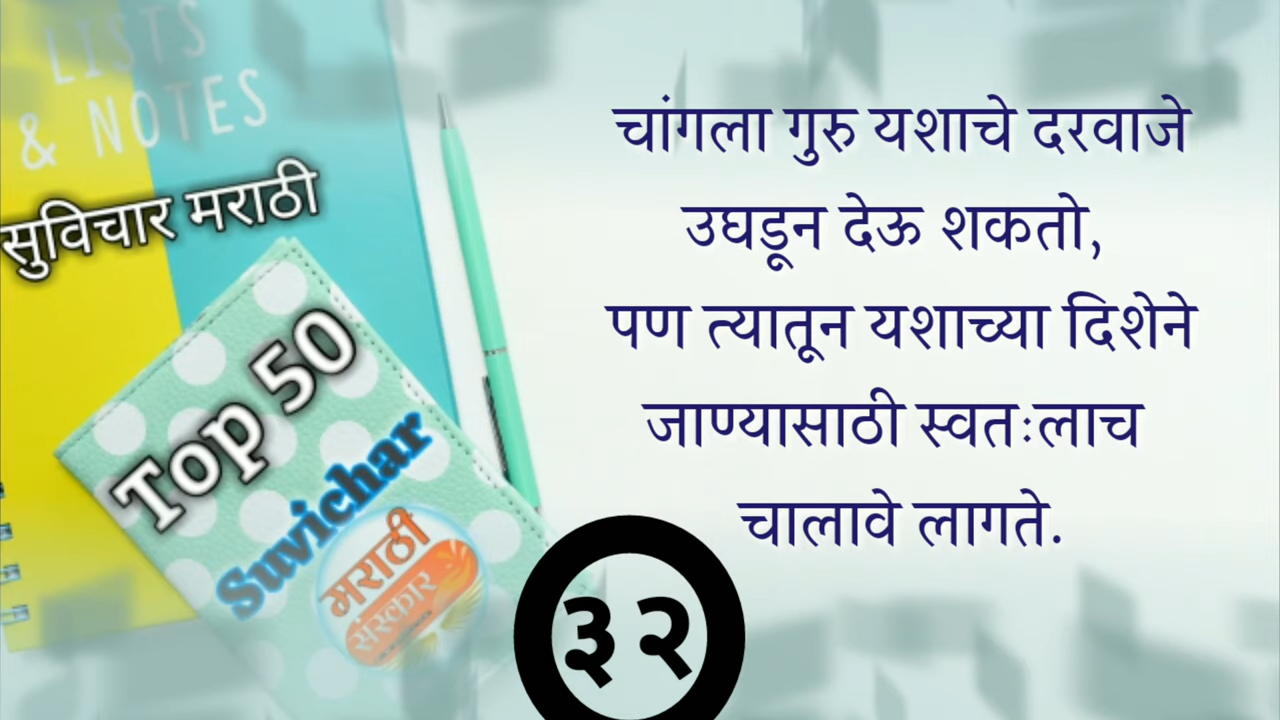 LISTS
& NOTES
सुविचार मराठी
Top 50
Suvichar
मराठी
संस्कार
चांगला गुरु यशाचे दरवाजे
उघडून देऊ शकतो,
पण त्यातून यशाच्या दिशेने
जाण्यासाठी स्वतःलाच
चालावे लागते.
३२